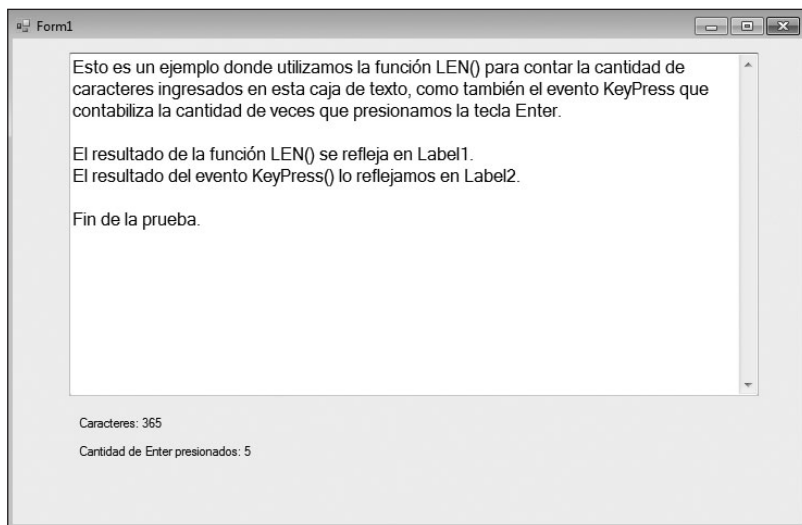 Form1
Esto es un ejemplo donde utilizamos la función LEN() para contar la cantidad de
caracteres ingresados en esta caja de texto, como también el evento KeyPress que
contabiliza la cantidad de veces que presionamos la tecla Enter.
El resultado de la función LEN() se refleja en Label1.
El resultado del evento KeyPress() lo reflejamos en Label2.
Fin de la prueba.
Caracteres: 365
Cantidad de Enter presionados: 5